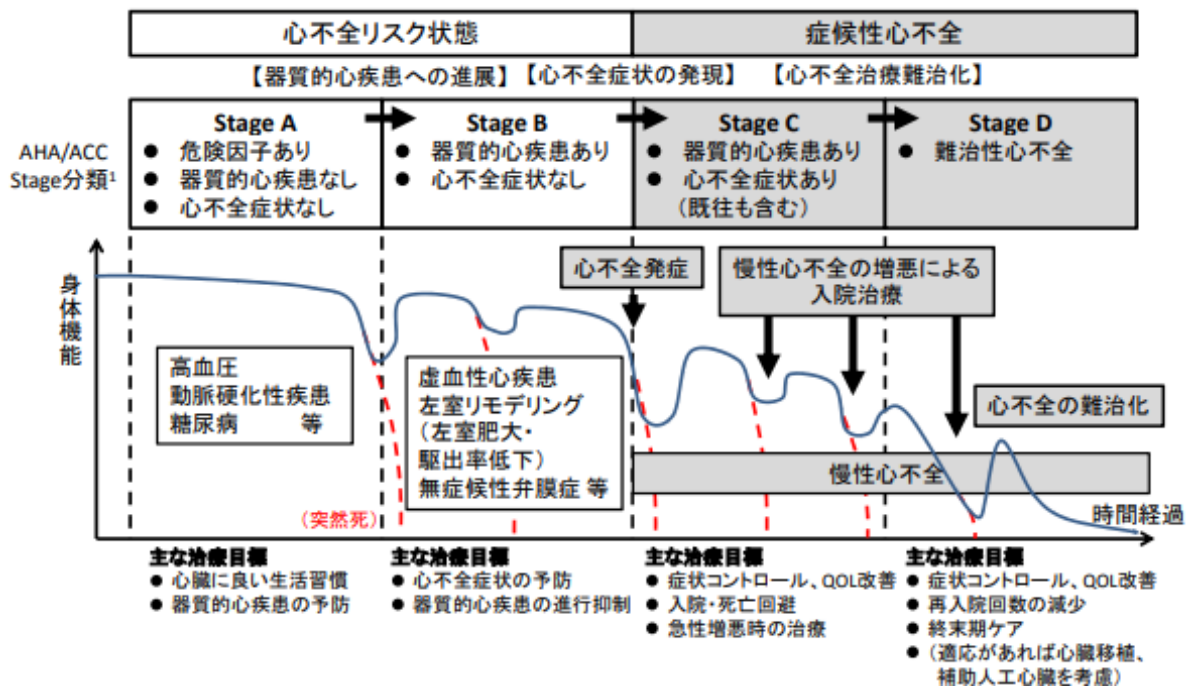 心不全リスク状態
症候性心不全
【器質的心疾患への進展】
【心不全症状の発現】
【心不全治療難治化】
AHA/ACC
Stage分類1
Stage A
● 危険因子あり
● 器質的心疾患なし
● 心不全症状なし
Stage B
● 器質的心疾患あり
● 心不全症状なし
Stage C
● 器質的心疾患あり
● 心不全症状あり
（既往も含む）
Stage D
● 難治性心不全
身体機能
心不全発症
慢性心不全の増悪による
入院治療
高血圧
動脈硬化性疾患
糖尿病 等
虚血性心疾患
左室リモデリング
（左室肥大・
駆出率低下）
無症候性弁膜症 等
心不全の難治化
慢性心不全
（突然死）
時間経過
主な治療目標
● 心臓に良い生活習慣
● 器質的心疾患の予防
主な治療目標
● 心不全症状の予防
● 器質的心疾患の進行抑制
主な治療目標
● 症状コントロール、QOL改善
● 入院・死亡回避
● 急性増悪時の治療
主な治療目標
● 症状コントロール、QOL改善
● 再入院回数の減少
● 終末期ケア
● （適応があれば心臓移植、
補助人工心臓を考慮）